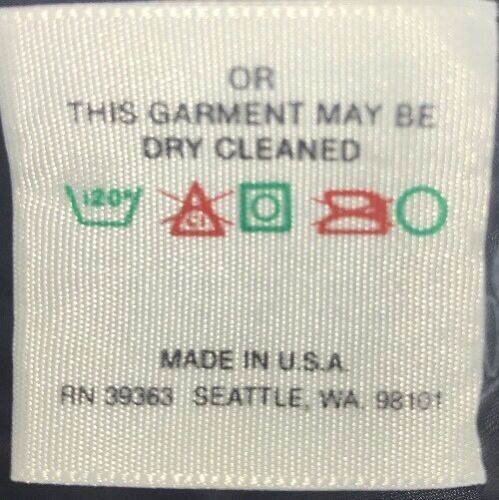 OR
THIS GARMENT MAY BE
DRY CLEANED
120° CL
MADE IN U.S.A.
RN 39363 SEATTLE, WA. 98101